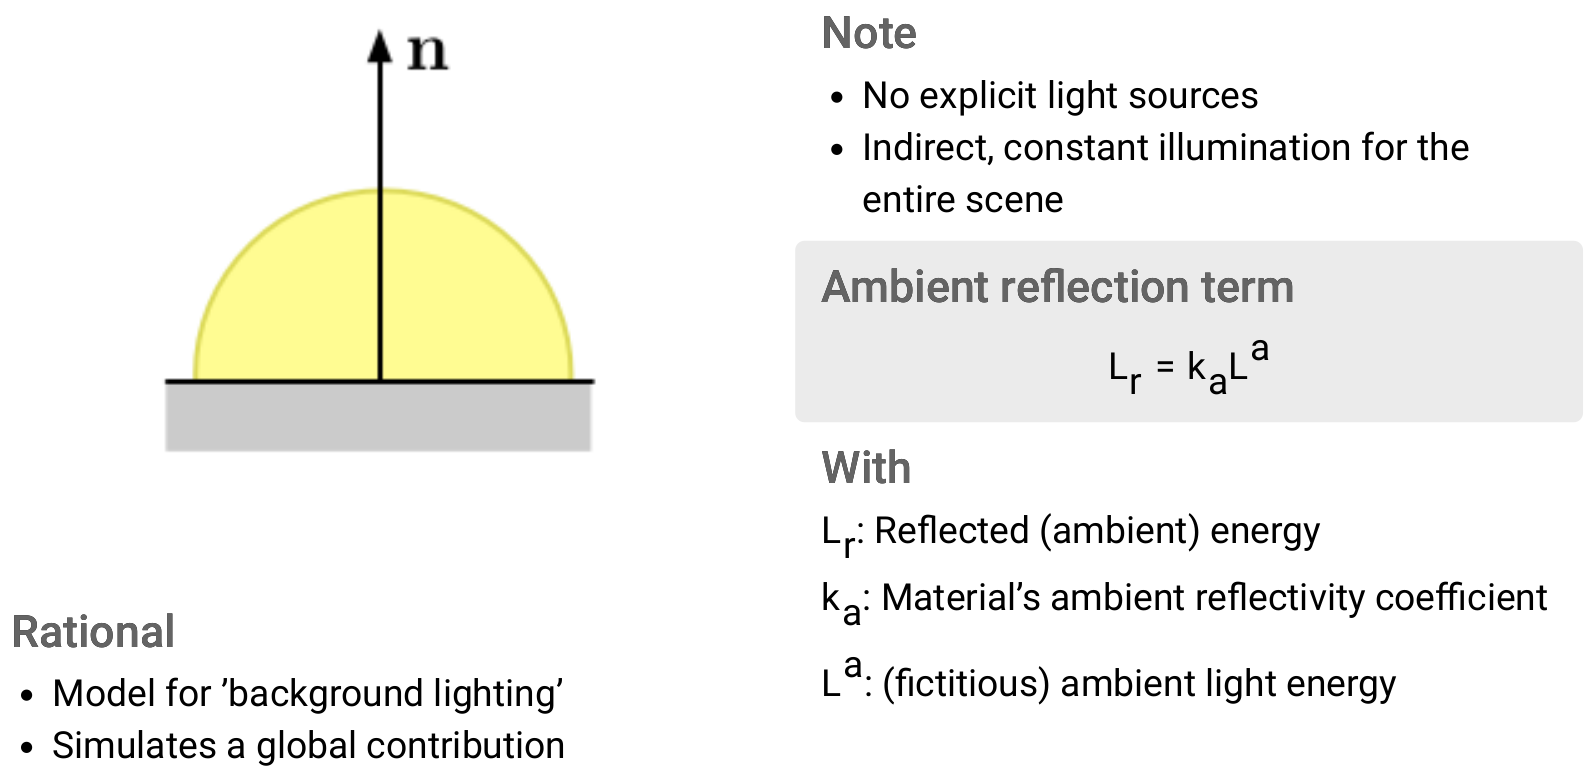 n
Rational
• Model for ’background lighting’
• Simulates a global contribution
Note
• No explicit light sources
• Indirect, constant illumination for the
entire scene
Ambient reflection term
Lᵣ = kₐLᵃ
With
Lᵣ: Reflected (ambient) energy
kₐ: Material’s ambient reflectivity coefficient
Lᵃ: (fictitious) ambient light energy